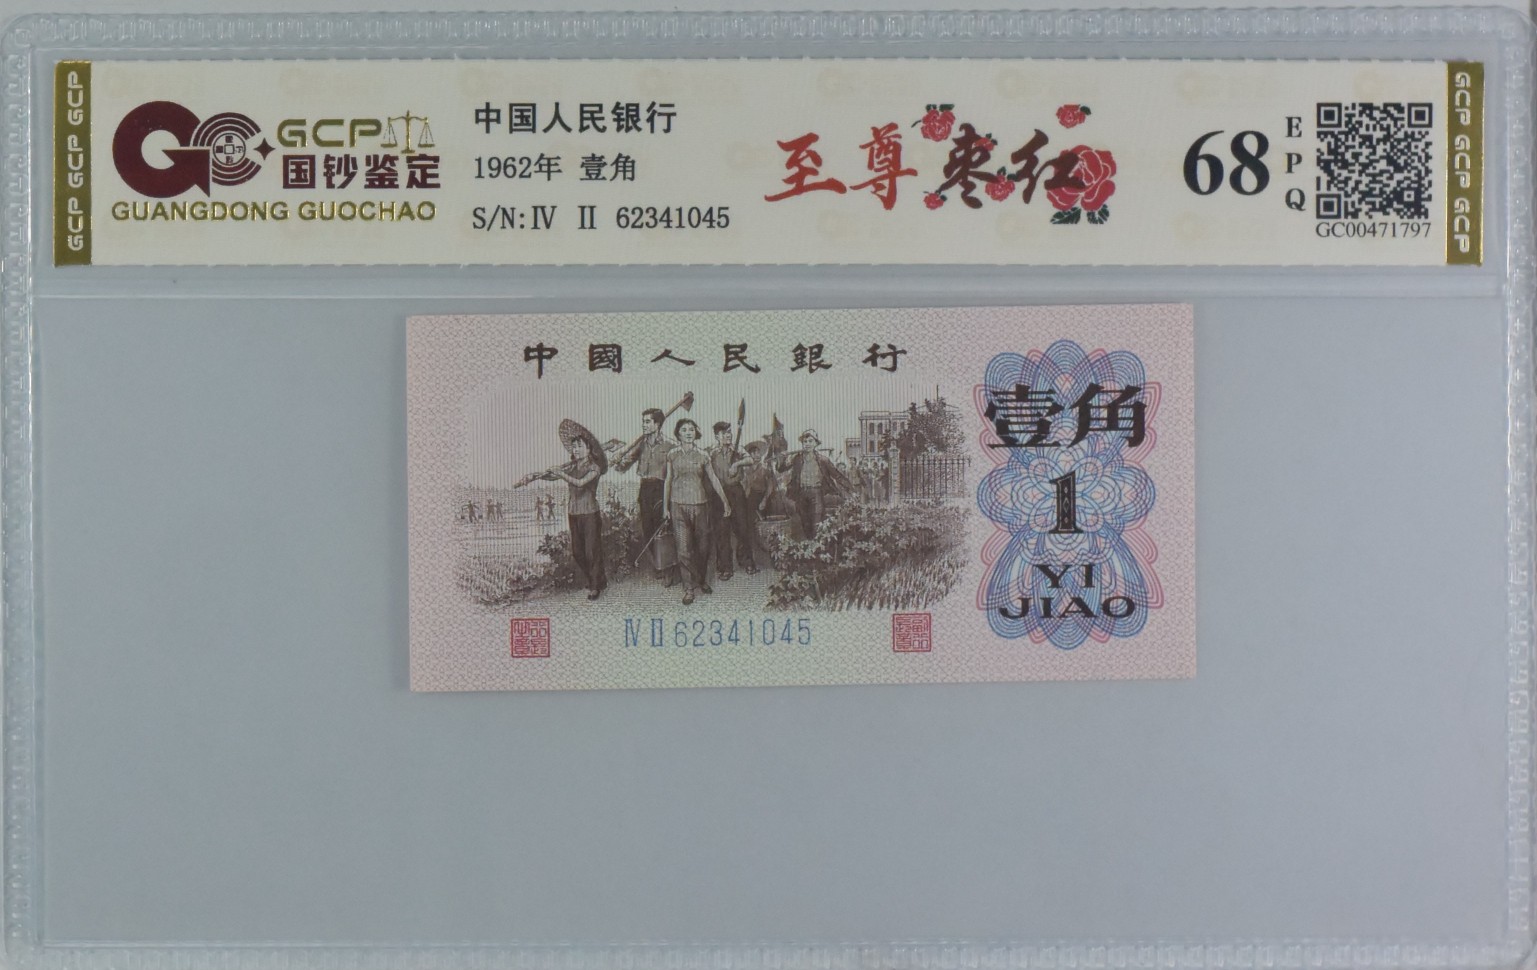 GCP
国钞鉴定
GUANGDONG GUOCHAO
中国人民银行
1962年 壹角
S/N:Ⅳ Ⅱ 62341045
至尊枣红
68
EPQ
GC00471797
GCP GCP GCP
GCP GCP GCP
中國人民銀行
壹角
1
YI
JIAO
ⅣⅡ62341045